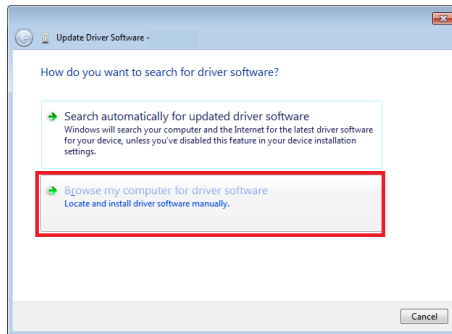 Update Driver Software -
How do you want to search for driver software?
Search automatically for updated driver software
Windows will search your computer and the Internet for the latest driver software
for your device, unless you've disabled this feature in your device installation
settings.
Browse my computer for driver software
Locate and install driver software manually.
Cancel